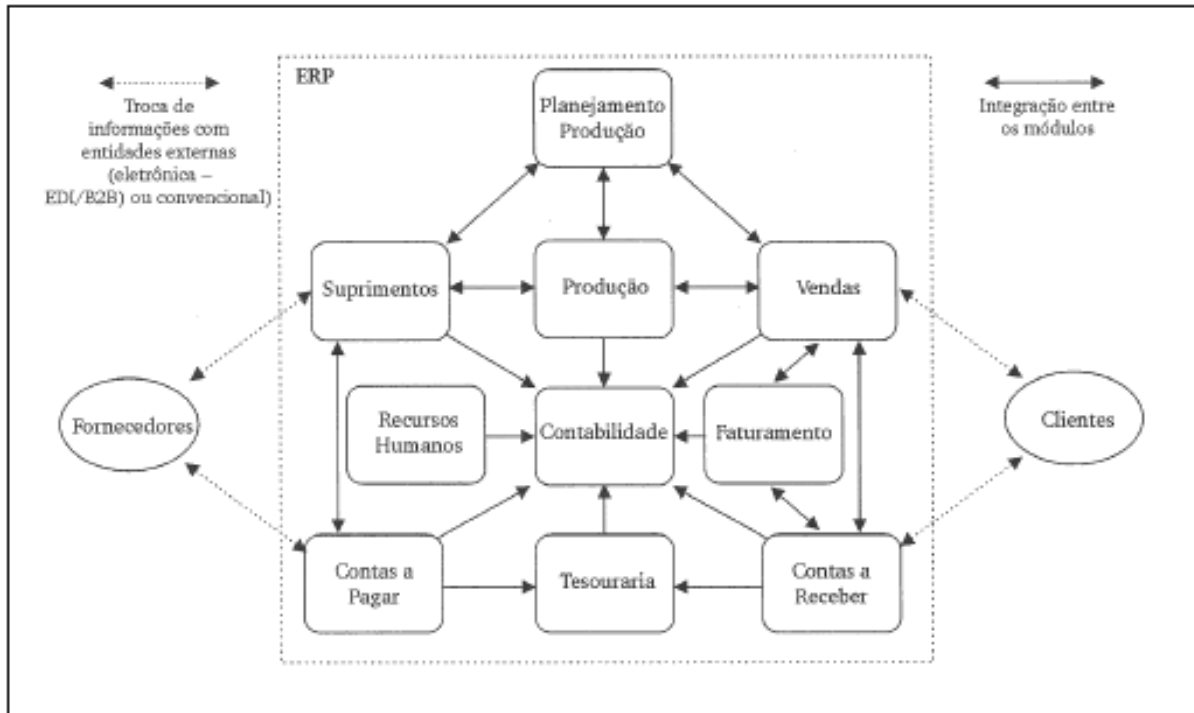 ERP
Troca de
informações com
entidades externas
(eletrônica –
EDI/B2B) ou convencional)
Planejamento
Produção
Integração entre
os módulos
Suprimentos
Produção
Vendas
Fornecedores
Recursos
Humanos
Contabilidade
Faturamento
Clientes
Contas a
Pagar
Tesouraria
Contas a
Receber